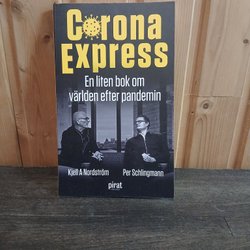 Corona
Express
En liten bok om
världen efter pandemin
Kjell A Nordström
Per Schlingmann
pirat